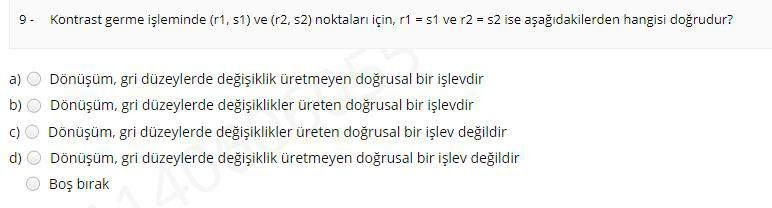 9 - Kontrast germe işleminde (r1, s1) ve (r2, s2) noktaları için, r1 = s1 ve r2 = s2 ise aşağıdakilerden hangisi doğrudur?
a) Dönüşüm, gri düzeylerde değişiklik üretmeyen doğrusal bir işlevdir
b) Dönüşüm, gri düzeylerde değişiklikler üreten doğrusal bir işlevdir
c) Dönüşüm, gri düzeylerde değişiklikler üreten doğrusal bir işlev değildir
d) Dönüşüm, gri düzeylerde değişiklik üretmeyen doğrusal bir işlev değildir
Boş bırak